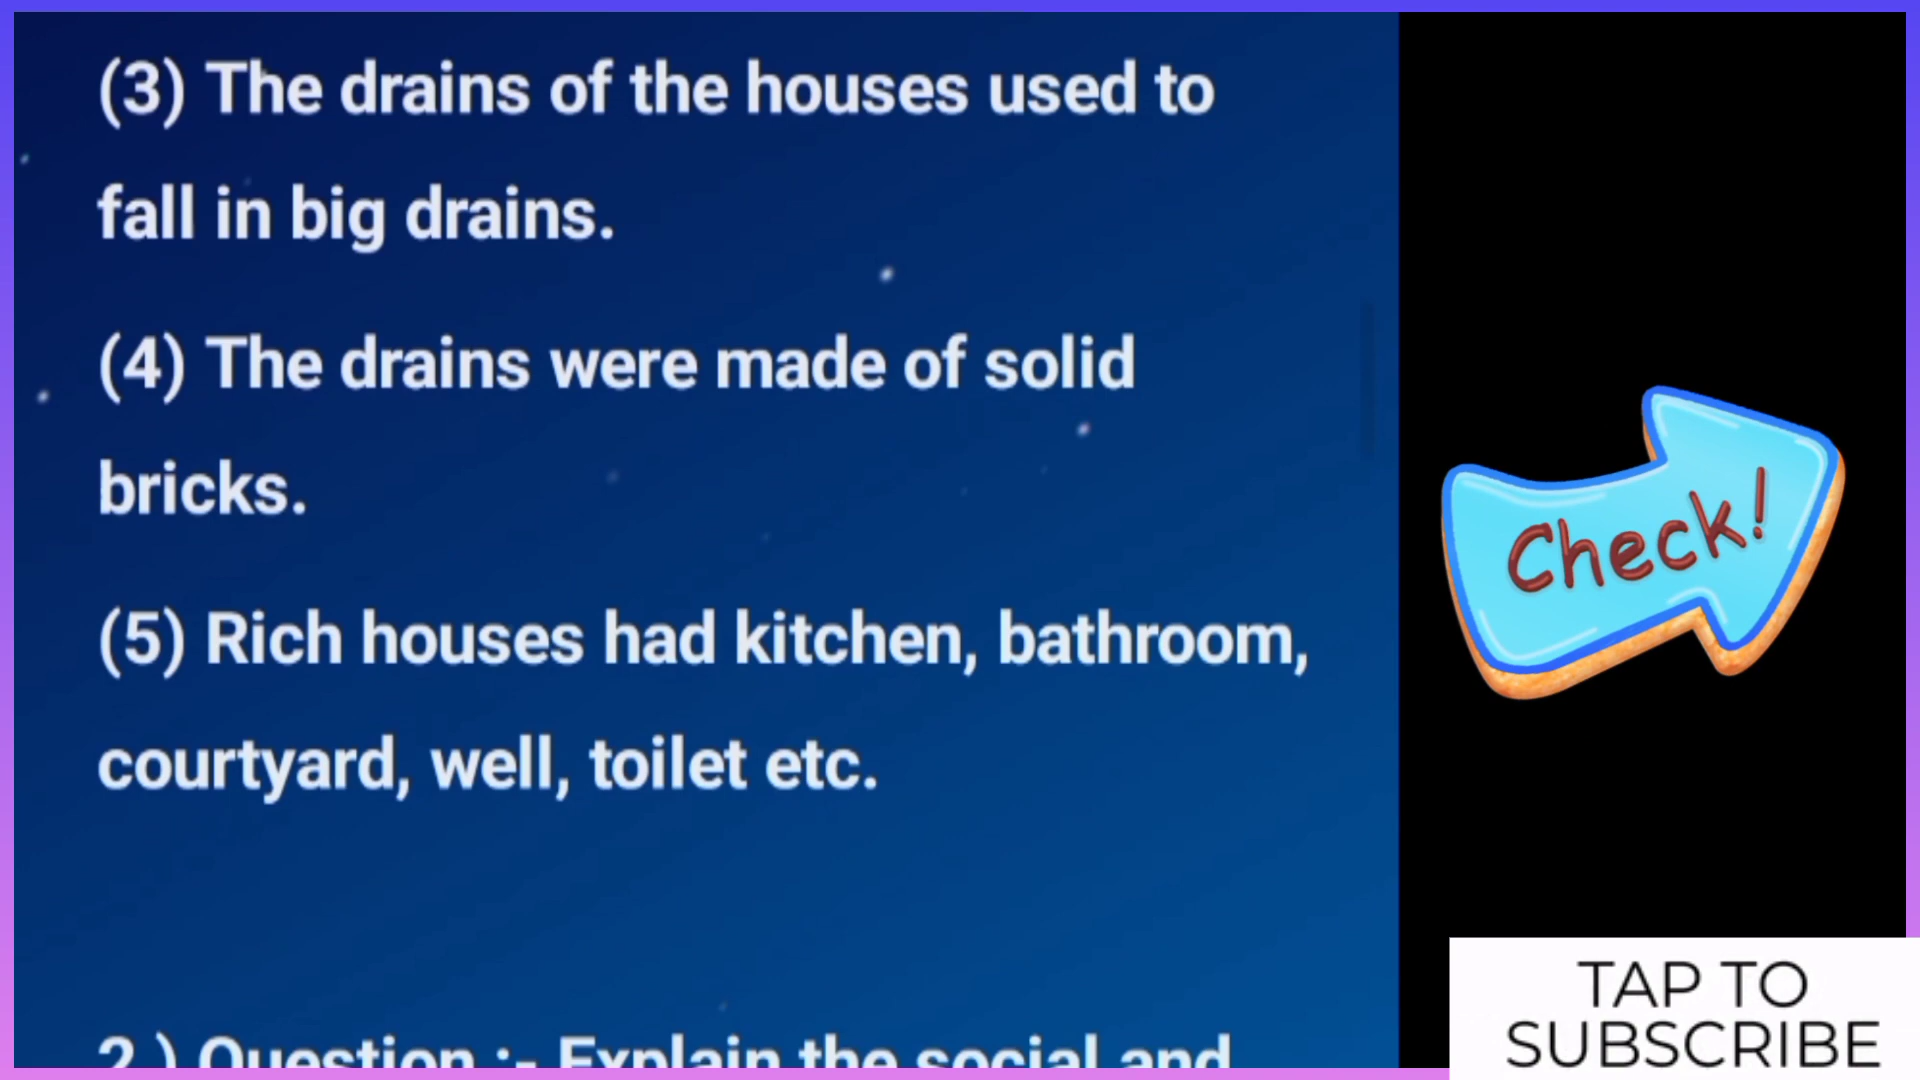 (3) The drains of the houses used to
fall in big drains.
(4) The drains were made of solid
bricks.
(5) Rich houses had kitchen, bathroom,
courtyard, well, toilet etc.
2.) Question :- Explain the social and
Check!
TAP TO
SUBSCRIBE